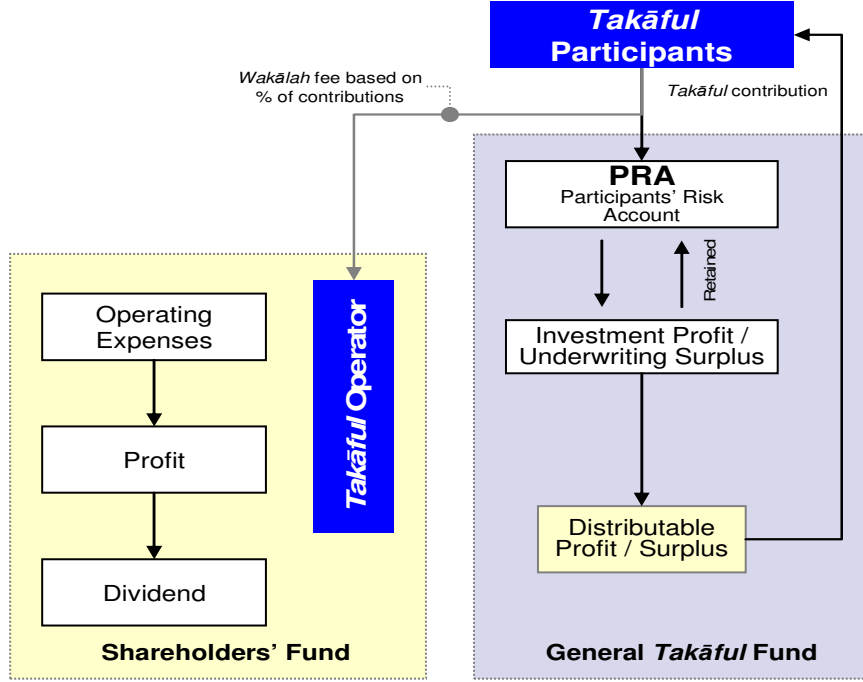 Takāful
Participants
Wakālah fee based on
% of contributions
Takāful contribution
PRA
Participants' Risk
Account
Retained
Investment Profit /
Underwriting Surplus
Distributable
Profit / Surplus
General Takāful Fund
Takāful Operator
Operating
Expenses
Profit
Dividend
Shareholders' Fund